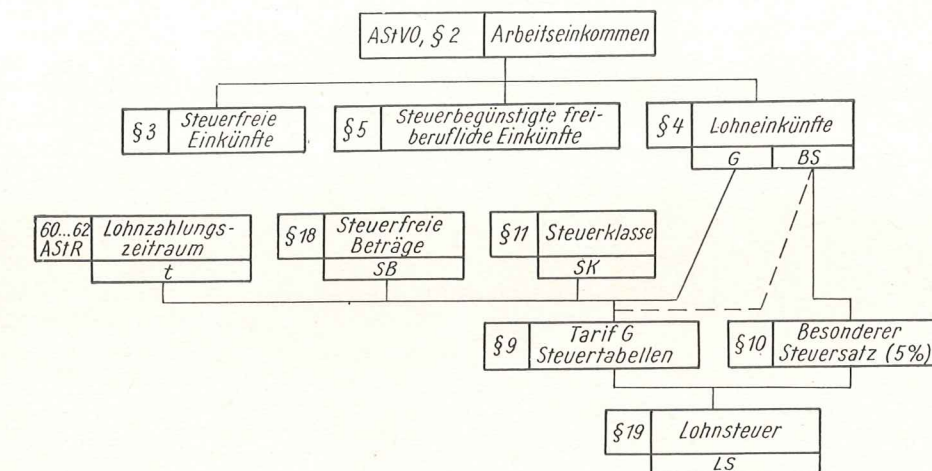 AStVO, § 2 Arbeitseinkommen
§ 3 Steuerfreie Einkünfte
§ 5 Steuerbegünstigte frei-
berufliche Einkünfte
§ 4 Lohneinkünfte
G BS
60...62 AStR
Lohnzahlungs-
zeitraum
t
§ 18 Steuerfreie
Beträge
SB
§ 11 Steuerklasse
SK
§ 9 Tarif G
Steuertabellen
§ 10 Besonderer
Steuersatz (5%)
§ 19 Lohnsteuer
LS